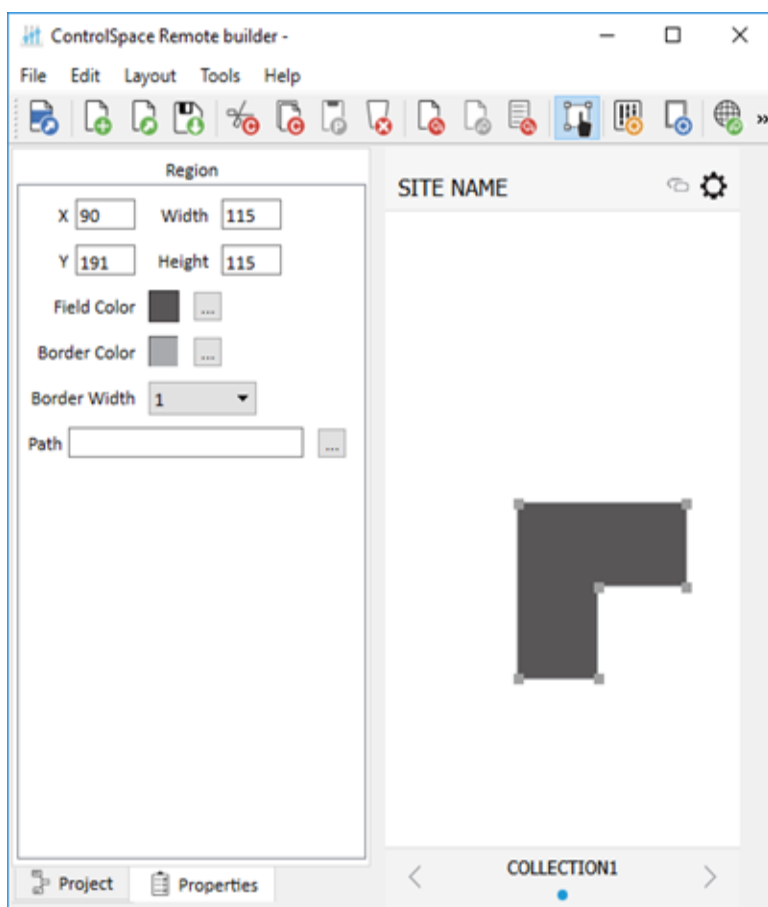 ControlSpace Remote builder -
File Edit Layout Tools Help
Region
X 90 Width 115
Y 191 Height 115
Field Color ...
Border Color ...
Border Width 1
Path ...
Project Properties
SITE NAME
COLLECTION1